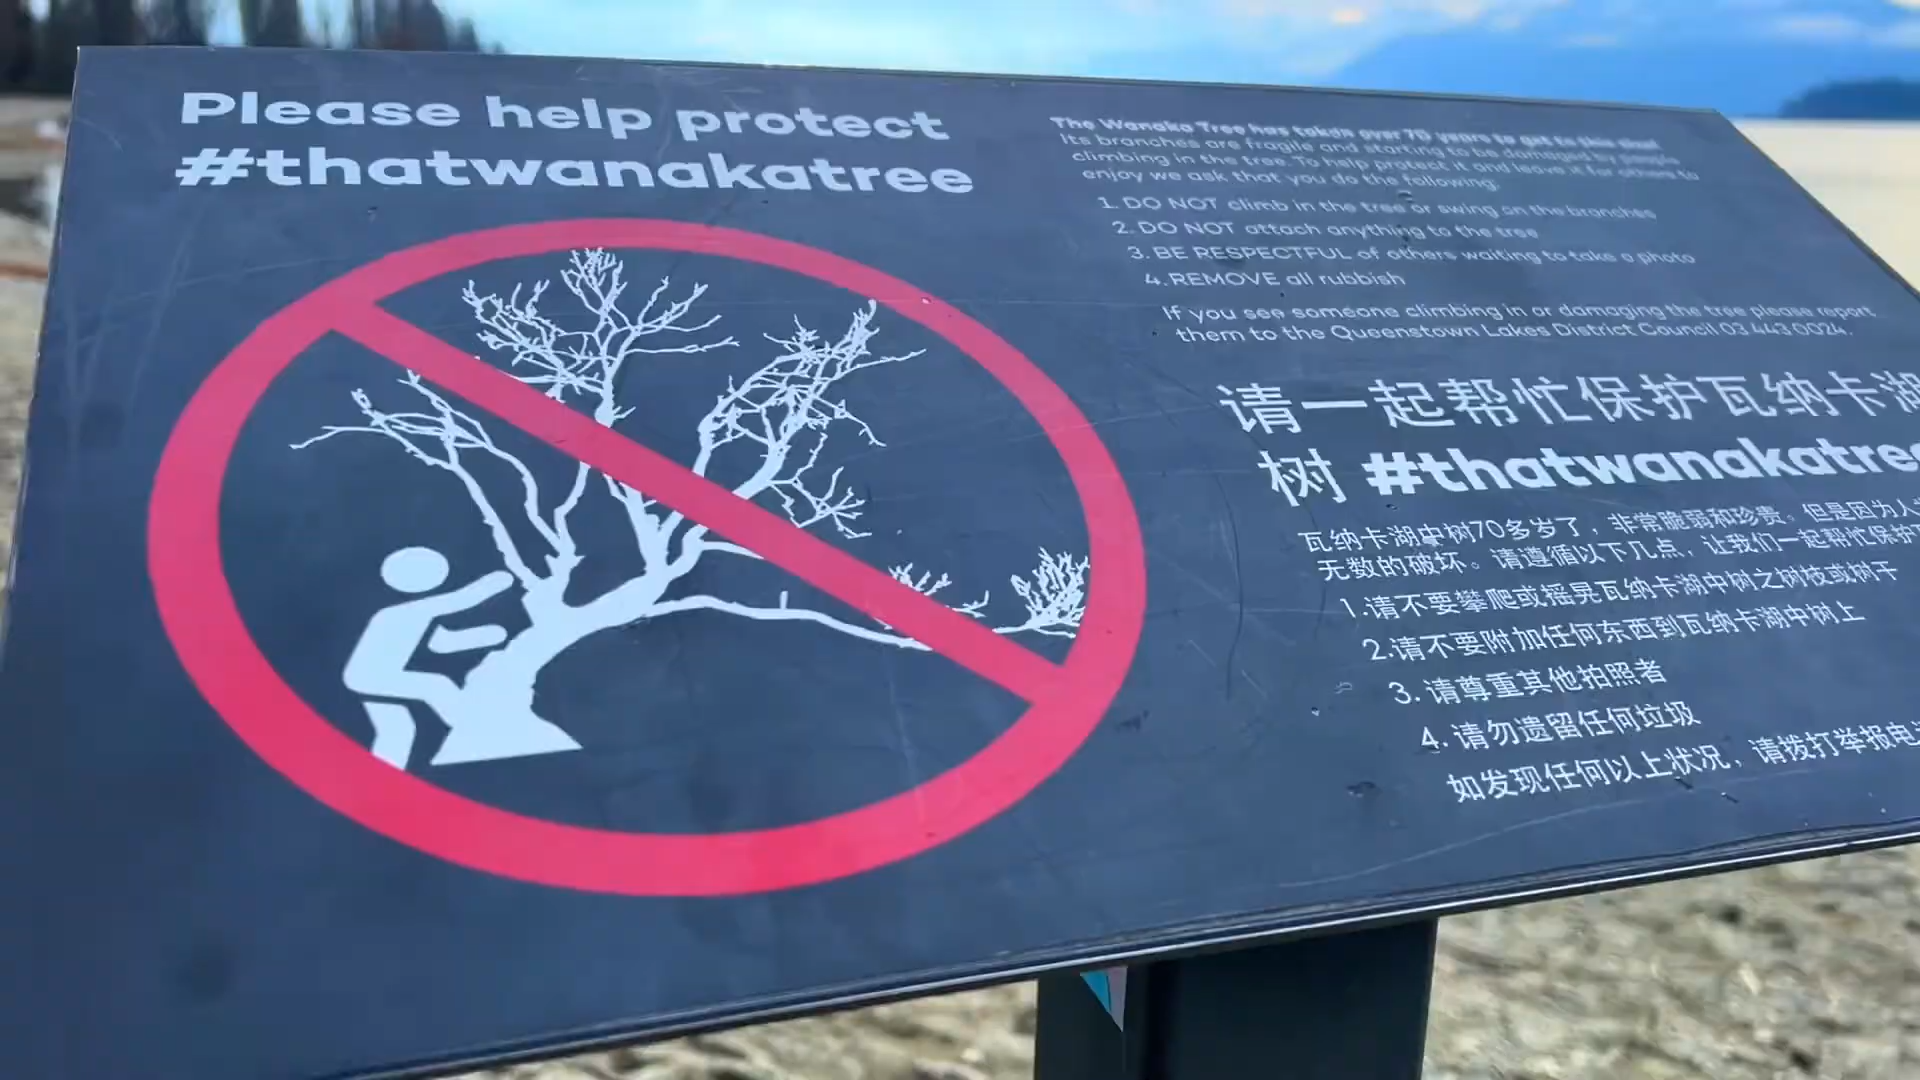 Please help protect
#thatwanakatree
The Wanaka Tree has taken over 70 years to get to this size!
Its branches are fragile and starting to be damaged by people
climbing in the tree. To help protect it and leave it for others to
enjoy we ask that you do the following:
1. DO NOT climb in the tree or swing on the branches
2. DO NOT attach anything to the tree
3. BE RESPECTFUL of others waiting to take a photo
4. REMOVE all rubbish
If you see someone climbing in or damaging the tree please report
them to the Queenstown Lakes District Council 03 443 0024.
请一起帮忙保护瓦纳卡湖
树 #thatwanakatree
瓦纳卡湖中树70多岁了，非常脆弱和珍贵。但是因为人
无数的破坏。请遵循以下几点，让我们一起帮忙保护
1.请不要攀爬或摇晃瓦纳卡湖中树之树枝或树干
2.请不要附加任何东西到瓦纳卡湖中树上
3. 请尊重其他拍照者
4. 请勿遗留任何垃圾
如发现任何以上状况，请拨打举报电